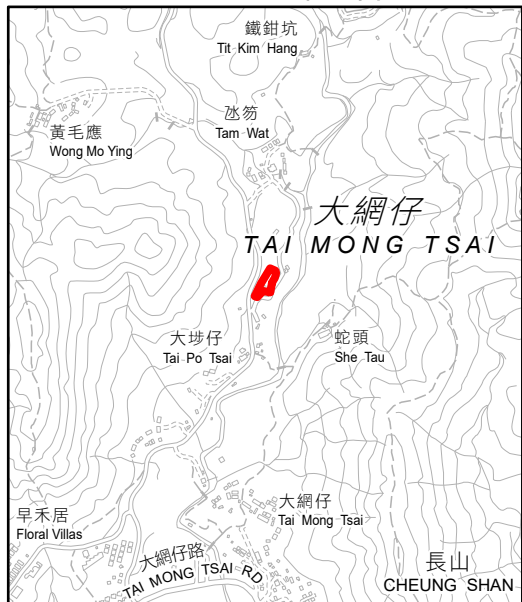 鐵鉗坑
Tit Kim Hang
氹笏
Tam Wat
黃毛應
Wong Mo Ying
大網仔
TAI MONG TSAI
大埗仔
Tai Po Tsai
蛇頭
She Tau
大網仔
Tai Mong Tsai
早禾居
Floral Villas
大網仔路
TAI MONG TSAI RD
長山
CHEUNG SHAN